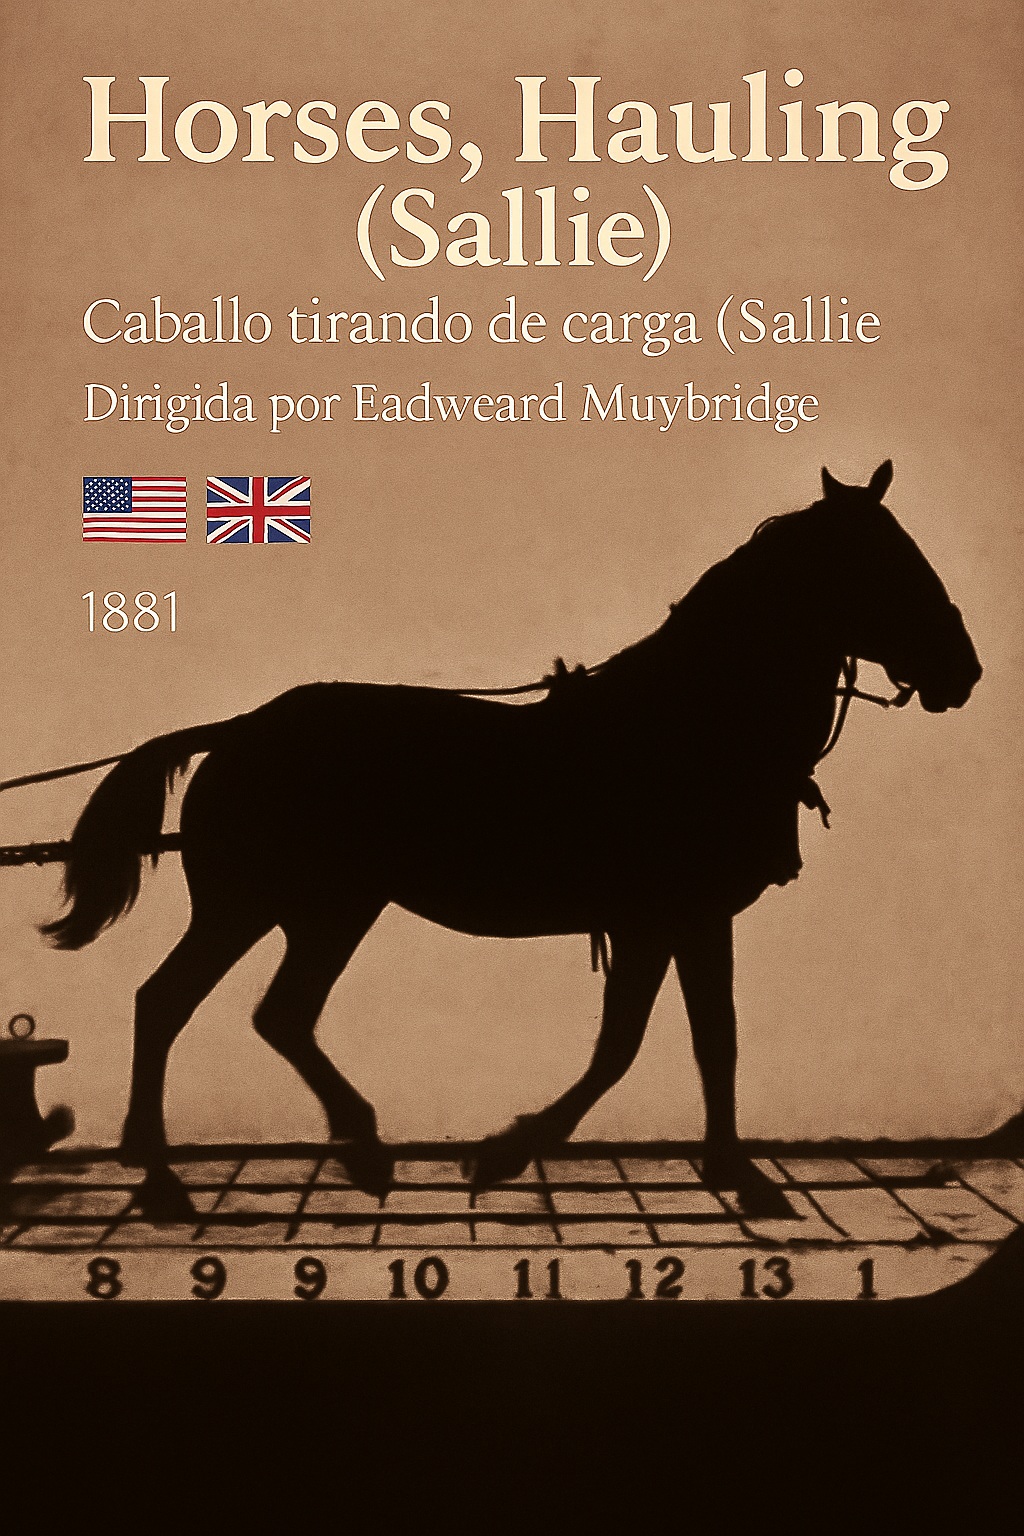 Horses, Hauling
(Sallie)
Caballo tirando de carga (Sallie
Dirigida por Eadweard Muybridge
1881
8 9 9 10 11 12 13 1